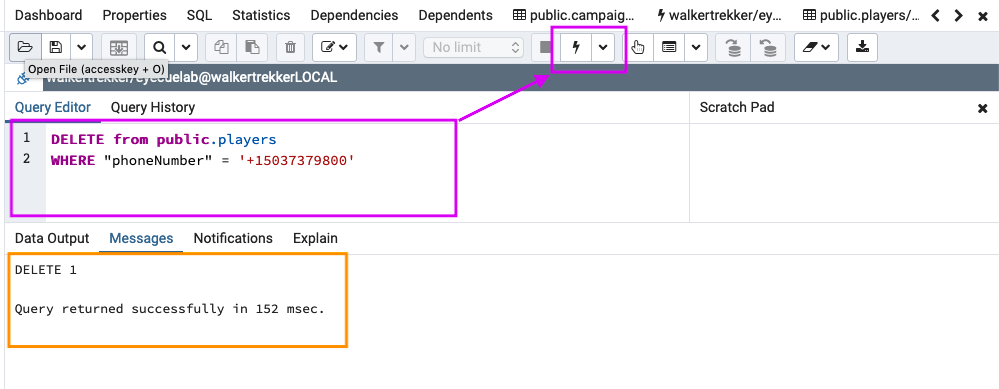 Dashboard Properties SQL Statistics Dependencies Dependents public.campaig... walkertrekker/ey... public.players/...
No limit
Open File (accesskey + O)
walkertrekker/eyecuelab@walkertrekkerLOCAL
Query Editor Query History Scratch Pad
1 DELETE from public.players
2 WHERE "phoneNumber" = '+15037379800'
Data Output Messages Notifications Explain
DELETE 1
Query returned successfully in 152 msec.